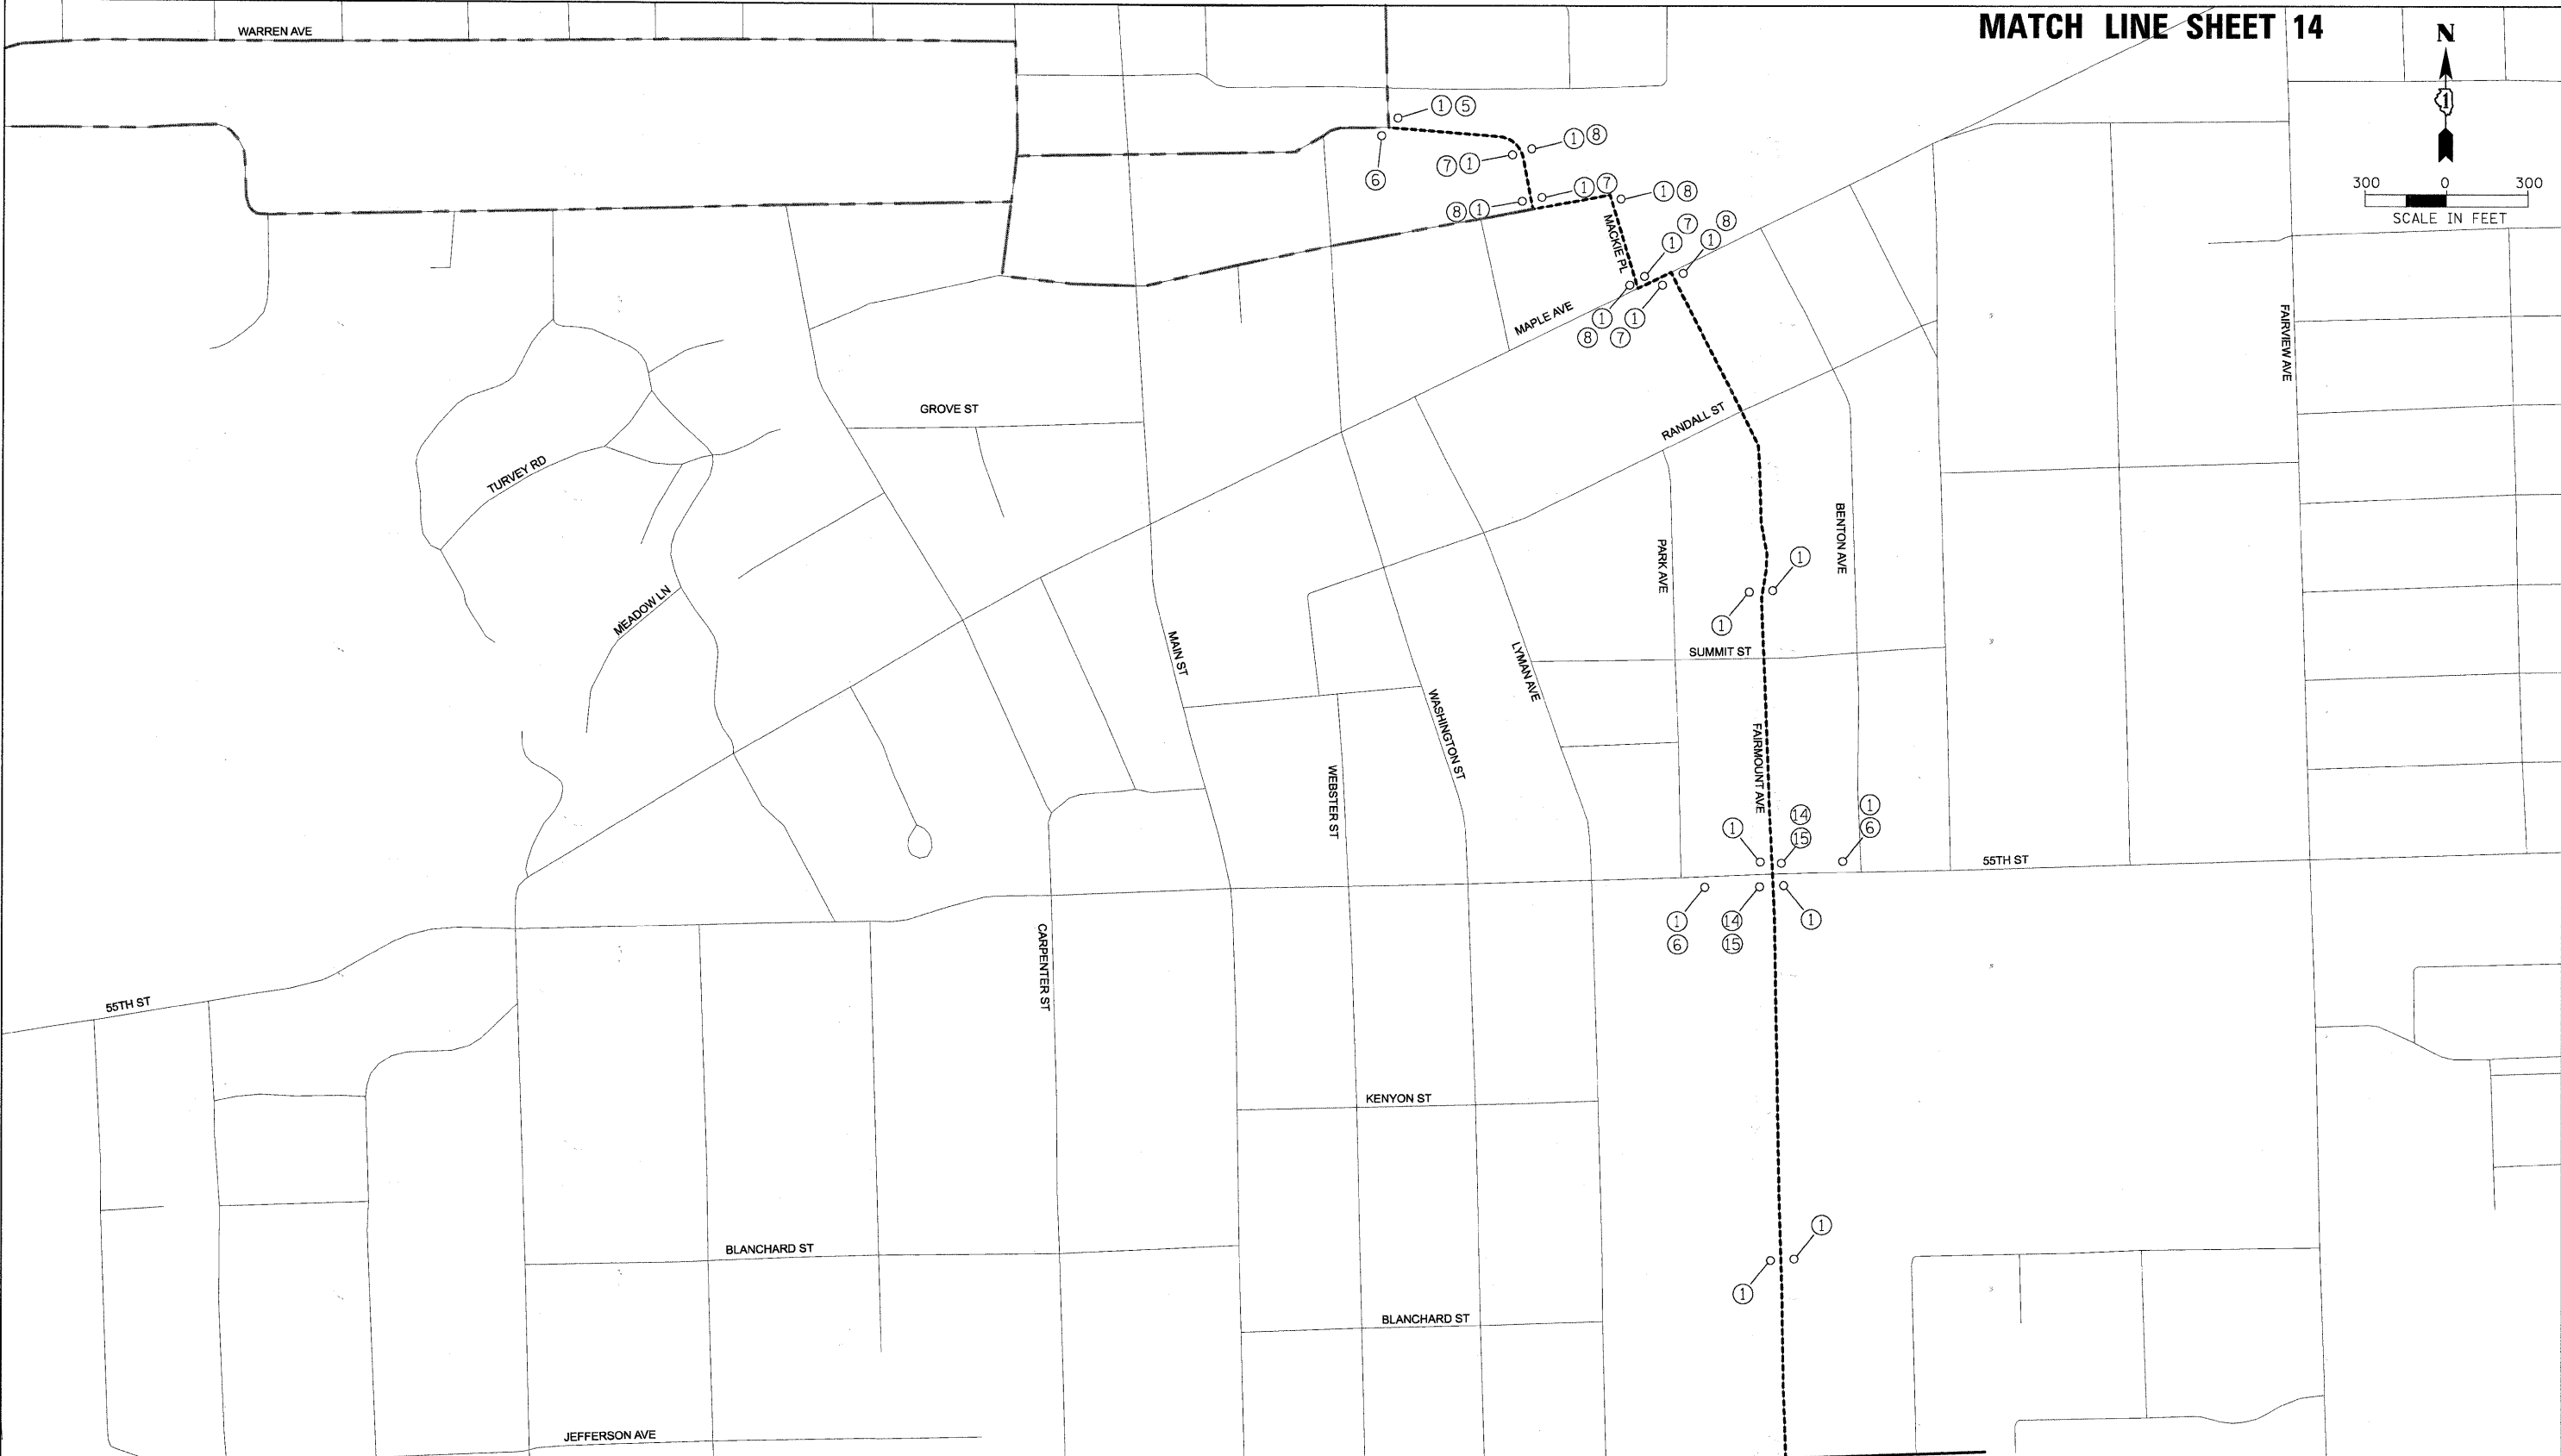 MATCH LINE SHEET 14
WARREN AVE
N
1
300 0 300
SCALE IN FEET
1 5
6
1 8
7 1
1 7
1 8
8 1
MACKIE PL
7 8
1 1
1 1
8 7
MAPLE AVE
FAIRVIEW AVE
GROVE ST
RANDALL ST
TURVEY RD
BENTON AVE
PARK AVE
1
MEADOW LN
1
MAIN ST
SUMMIT ST
LYMAN AVE
WASHINGTON ST
FAIRMOUNT AVE
WEBSTER ST
1
14
15
1
6
55TH ST
1
6
14
15
1
CARPENTER ST
55TH ST
KENYON ST
1
BLANCHARD ST
1
BLANCHARD ST
JEFFERSON AVE